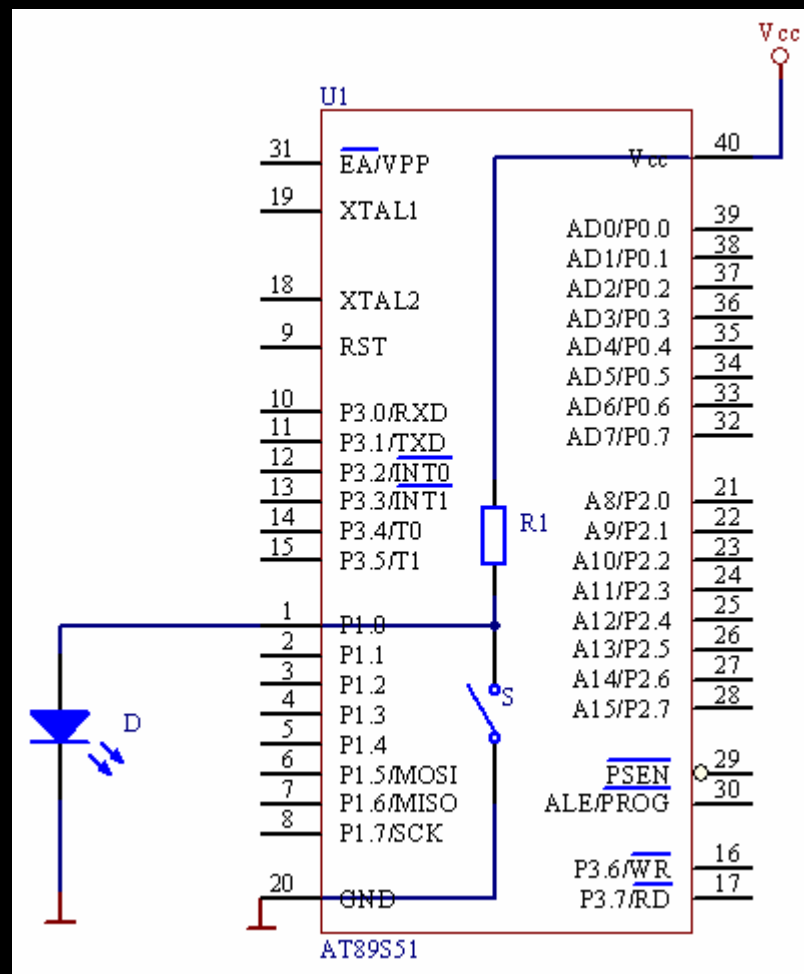 Vcc
U1
31 EA/VPP
Vcc 40
19 XTAL1
AD0/P0.0 39
AD1/P0.1 38
AD2/P0.2 37
18 XTAL2
AD3/P0.3 36
9 RST
AD4/P0.4 35
AD5/P0.5 34
10 P3.0/RXD
AD6/P0.6 33
11 P3.1/TXD
AD7/P0.7 32
12 P3.2/INT0
13 P3.3/INT1
A8/P2.0 21
14 P3.4/T0
R1
A9/P2.1 22
15 P3.5/T1
A10/P2.2 23
A11/P2.3 24
1 P1.0
A12/P2.4 25
2 P1.1
A13/P2.5 26
3 P1.2
A14/P2.6 27
S
4 P1.3
A15/P2.7 28
D
5 P1.4
6 P1.5/MOSI
PSEN 29
7 P1.6/MISO
ALE/PROG 30
8 P1.7/SCK
P3.6/WR 16
20 GND
P3.7/RD 17
AT89S51